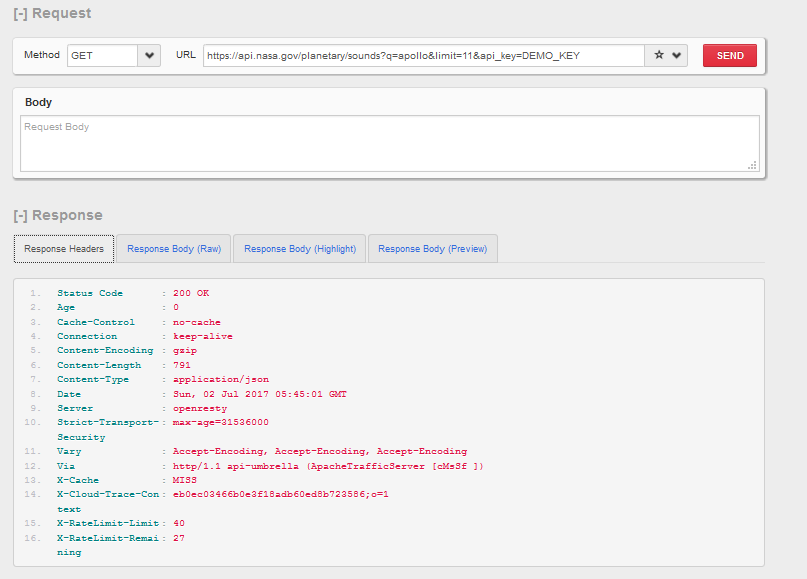 [-] Request
Method GET URL https://api.nasa.gov/planetary/sounds?q=apollo&limit=11&api_key=DEMO_KEY SEND
Body
Request Body
[-] Response
Response Headers Response Body (Raw) Response Body (Highlight) Response Body (Preview)
1. Status Code : 200 OK
2. Age : 0
3. Cache-Control : no-cache
4. Connection : keep-alive
5. Content-Encoding : gzip
6. Content-Length : 791
7. Content-Type : application/json
8. Date : Sun, 02 Jul 2017 05:45:01 GMT
9. Server : openresty
10. Strict-Transport- : max-age=31536000
Security
11. Vary : Accept-Encoding, Accept-Encoding, Accept-Encoding
12. Via : http/1.1 api-umbrella (ApacheTrafficServer [cMsSf ])
13. X-Cache : MISS
14. X-Cloud-Trace-Con : eb0ec03466b0e3f18adb60ed8b723586;o=1
text
15. X-RateLimit-Limit : 40
16. X-RateLimit-Remai : 27
ning